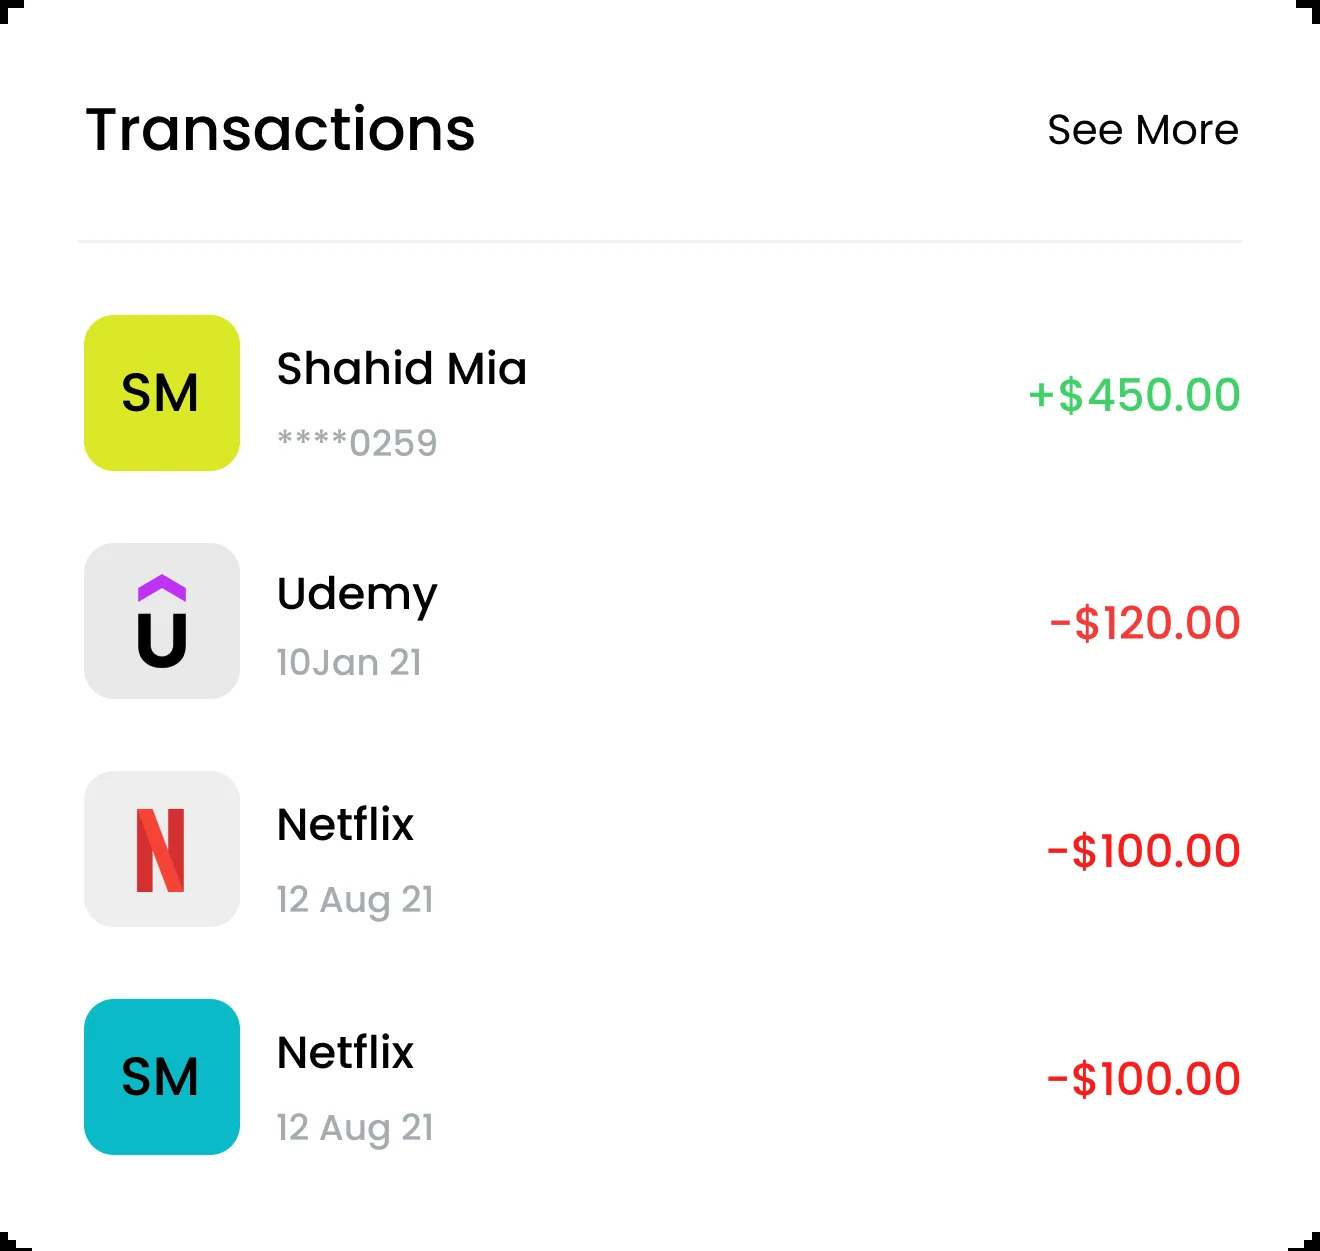 Transactions
See More
SM
Shahid Mia
****0259
+$450.00
Udemy
10Jan 21
-$120.00
Netflix
12 Aug 21
-$100.00
SM
Netflix
12 Aug 21
-$100.00